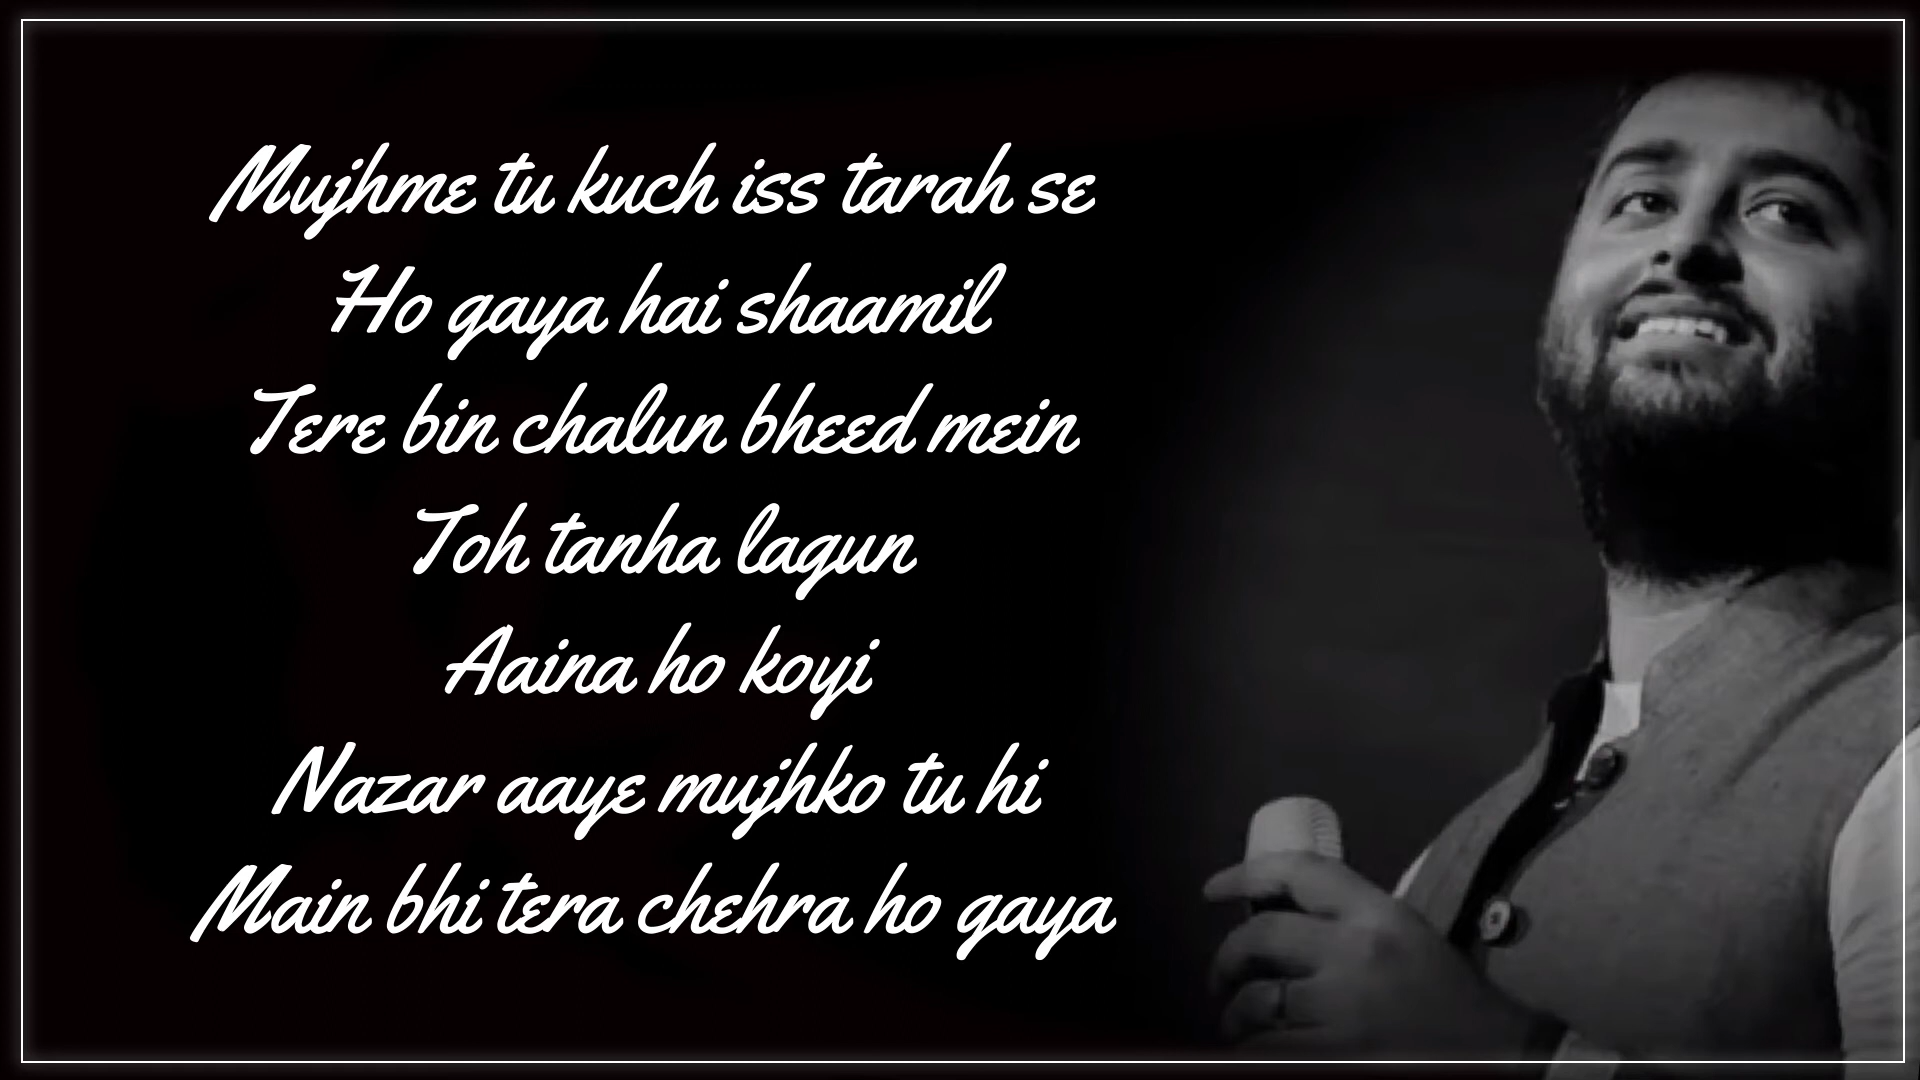 Mujhme tu kuch iss tarah se
Ho gaya hai shaamil
Tere bin chalun bheed mein
Toh tanha lagun
Aaina ho koyi
Nazar aaye mujhko tu hi
Main bhi tera chehra ho gaya